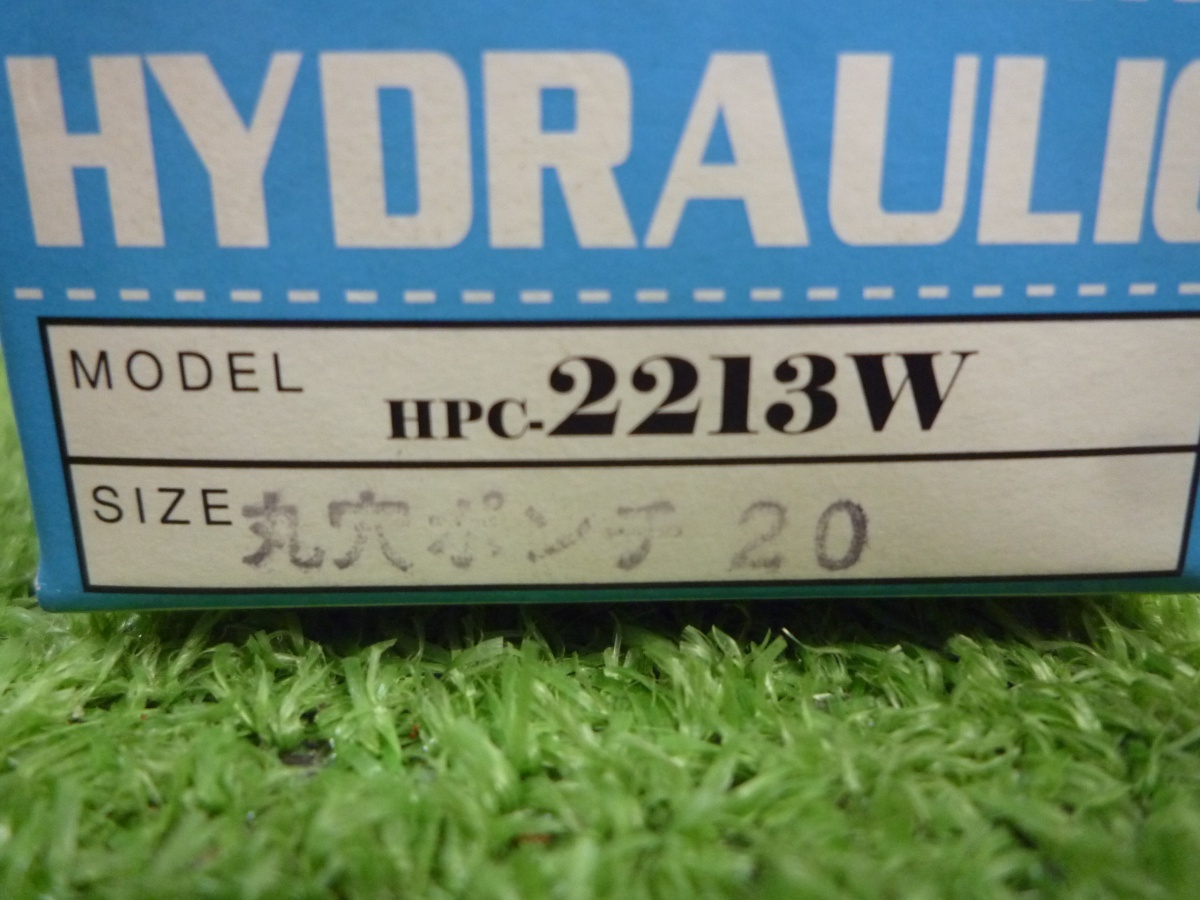 HYDRAULIC
MODEL HPC-2213W
SIZE 丸穴ポンチ 20